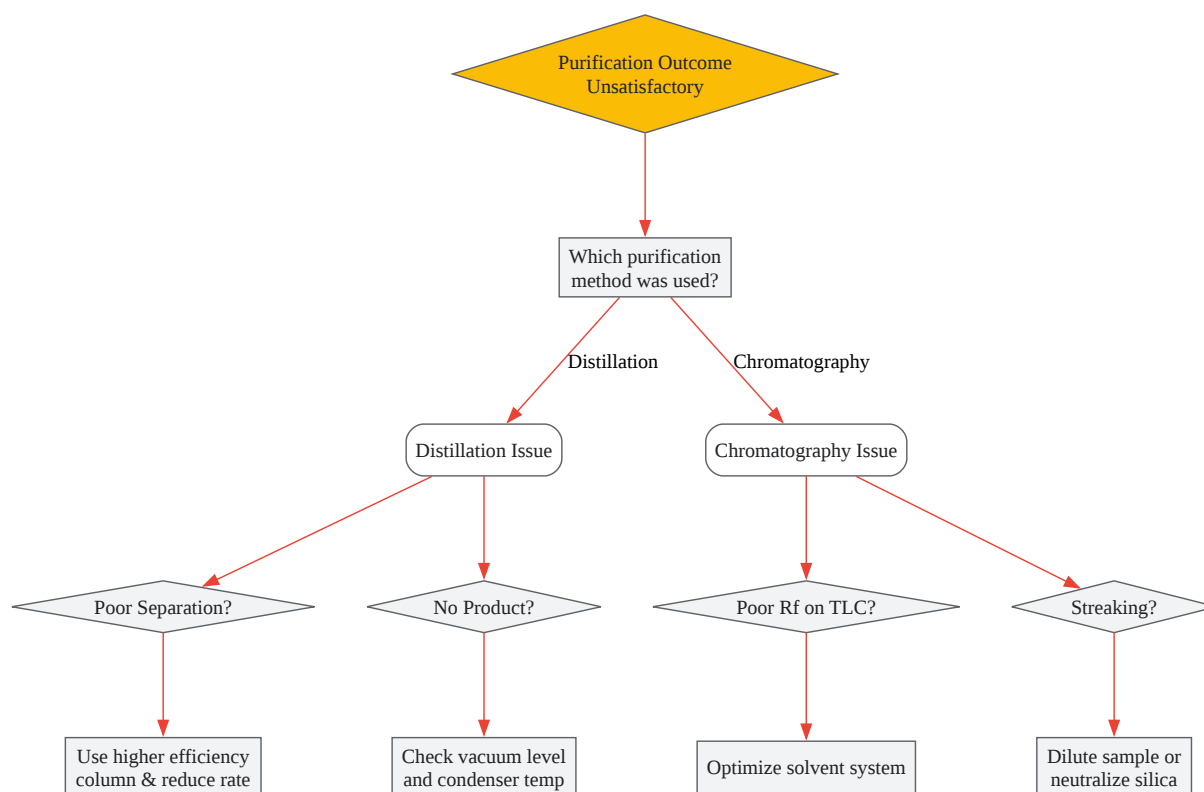 Purification Outcome
Unsatisfactory
Which purification
method was used?
Distillation
Chromatography
Distillation Issue
Chromatography Issue
Poor Separation?
No Product?
Poor Rf on TLC?
Streaking?
Use higher efficiency
column & reduce rate
Check vacuum level
and condenser temp
Optimize solvent system
Dilute sample or
neutralize silica